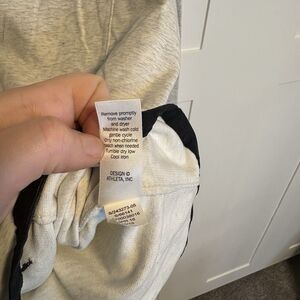 Remove promptly
from washer
and dryer
Machine wash cold
gentle cycle
Only non-chlorine
bleach when needed
Tumble dry low
Cool iron
DESIGN ©
ATHLETA, INC